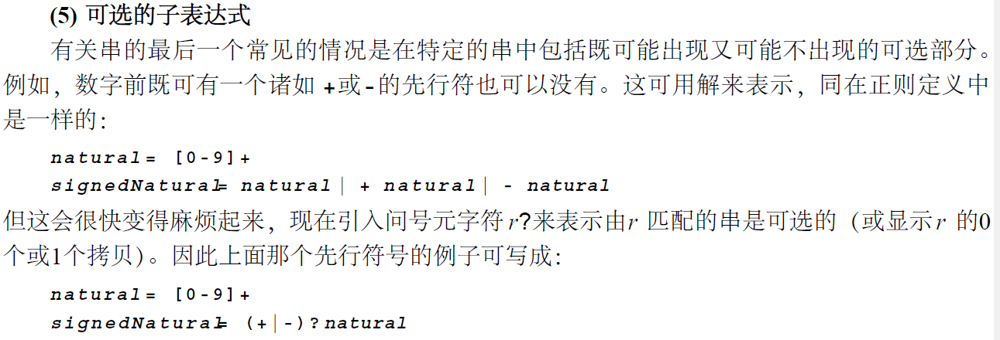 (5) 可选的子表达式
有关串的最后一个常见的情况是在特定的串中包括既可能出现又可能不出现的可选部分。
例如，数字前既可有一个诸如 +或-的先行符也可以没有。这可用解来表示，同在正则定义中
是一样的：
natural= [0-9]+
signedNatural= natural| + natural| - natural
但这会很快变得麻烦起来，现在引入问号元字符r?来表示由r 匹配的串是可选的（或显示r 的0
个或1个拷贝）。因此上面那个先行符号的例子可写成：
natural= [0-9]+
signedNatural= (+|-)?natural